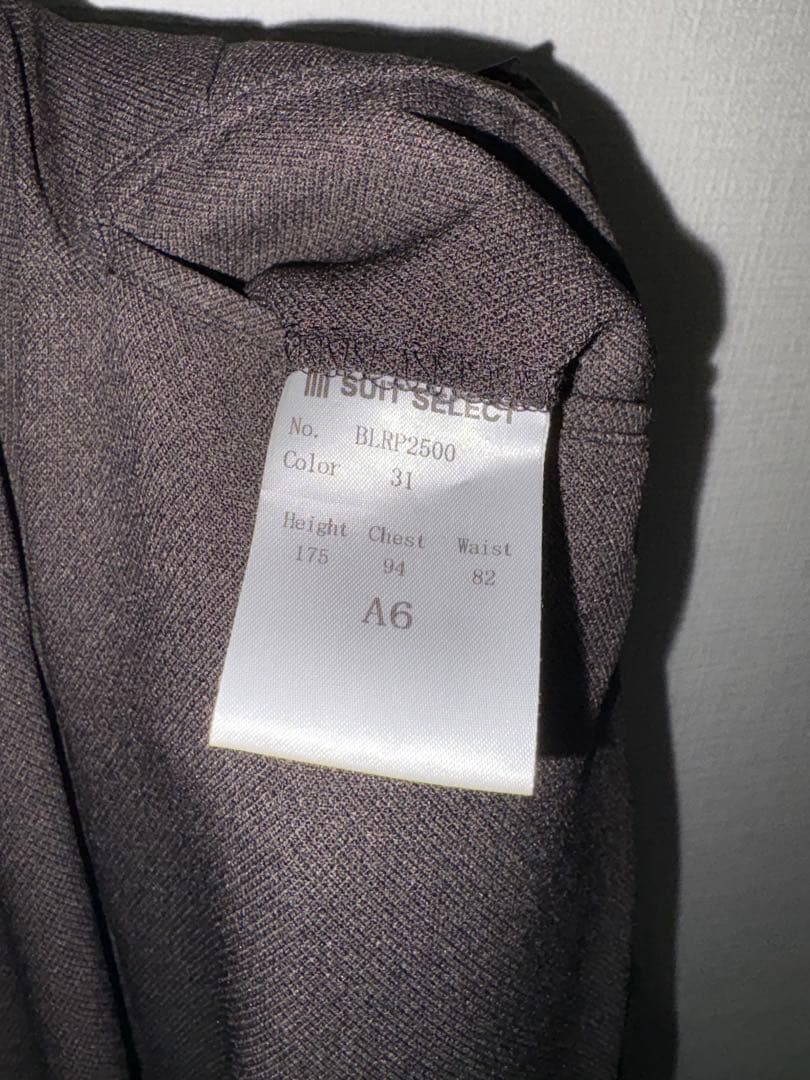 SUIT SELECT
No. BLRP2500
Color 31
Height Chest Waist
175 94 82
A6